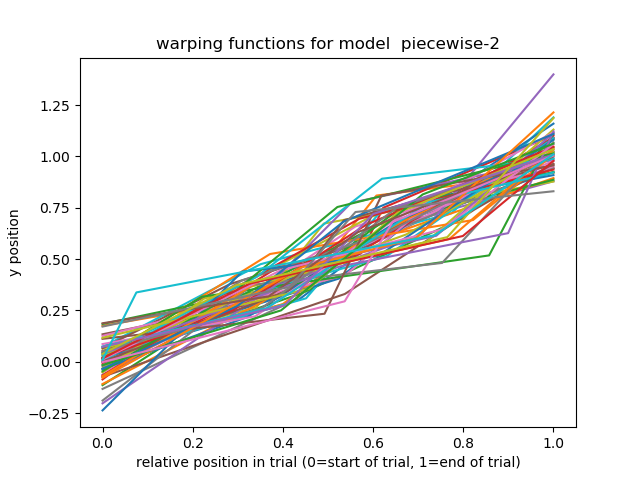 warping functions for model  piecewise-2
1.25
1.00
0.75
0.50
0.25
0.00
−0.25
y position
0.0 0.2 0.4 0.6 0.8 1.0
relative position in trial (0=start of trial, 1=end of trial)